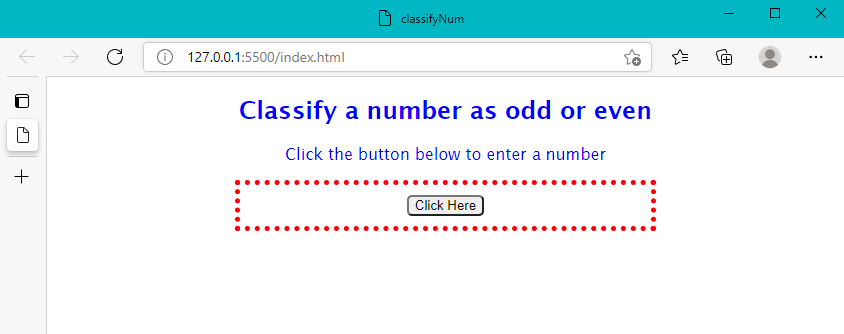 classifyNum
127.0.0.1:5500/index.html
Classify a number as odd or even
Click the button below to enter a number
Click Here